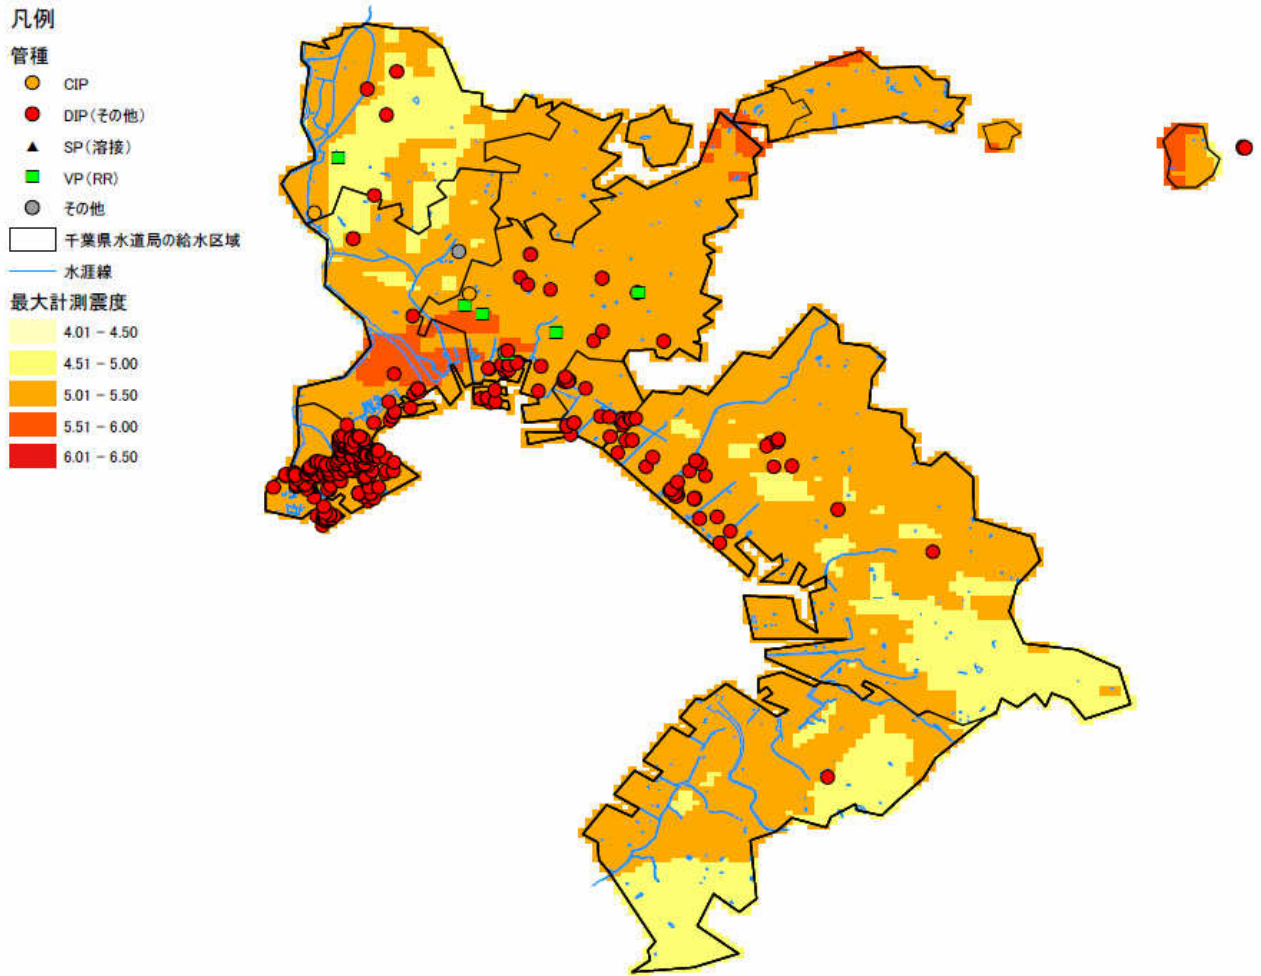 凡例
管種
CIP
DIP(その他)
SP(溶接)
VP(RR)
その他
千葉県水道局の給水区域
水涯線
最大計測震度
4.01 - 4.50
4.51 - 5.00
5.01 - 5.50
5.51 - 6.00
6.01 - 6.50